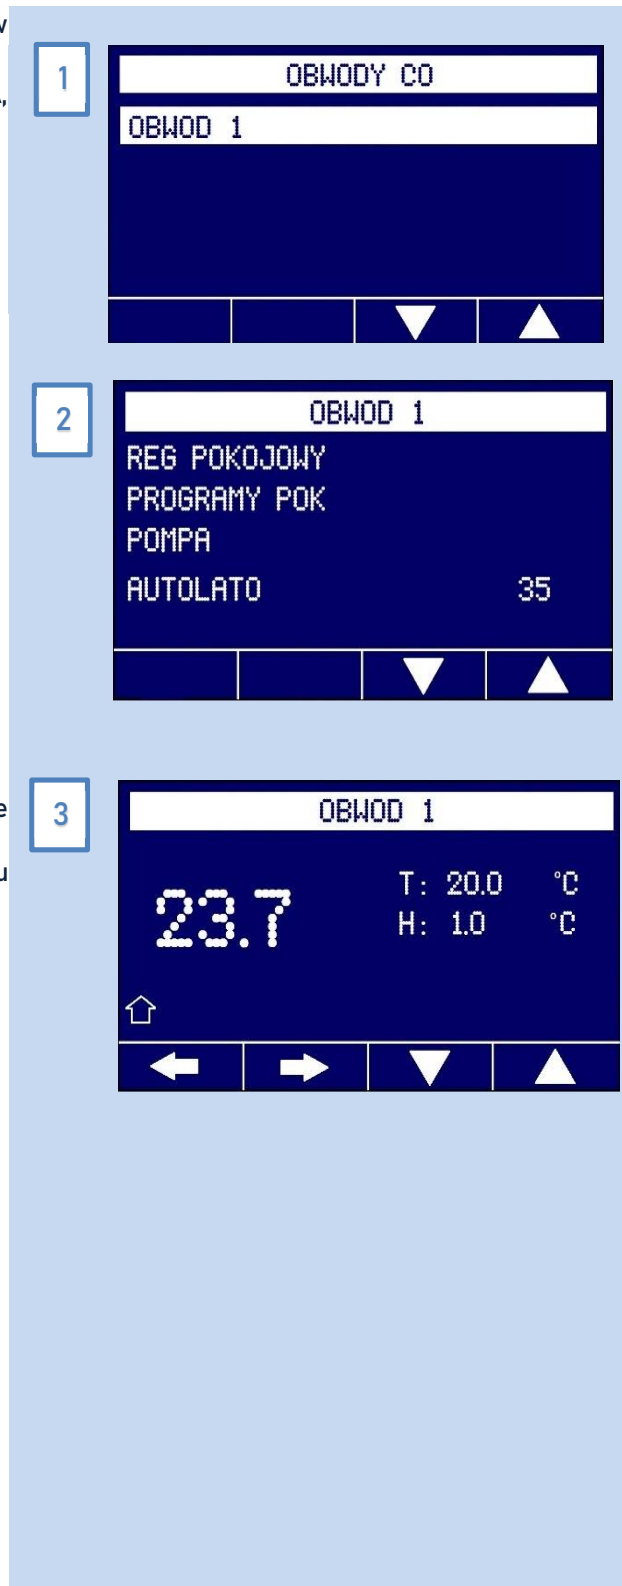 1
OBWODY CO
OBWOD 1
2
OBWOD 1
REG POKOJOWY
PROGRAMY POK
POMPA
AUTOLATO 35
3
OBWOD 1
23.7
T: 20.0 °C
H: 1.0 °C